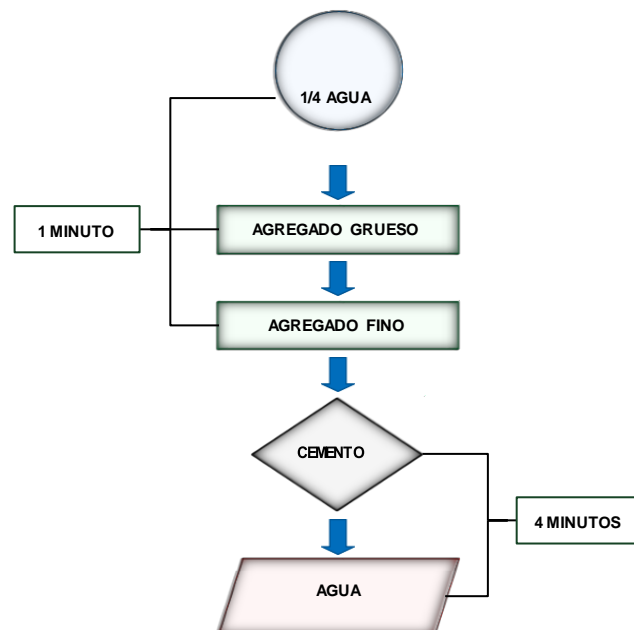 1/4 AGUA
1 MINUTO
AGREGADO GRUESO
AGREGADO FINO
CEMENTO
4 MINUTOS
AGUA